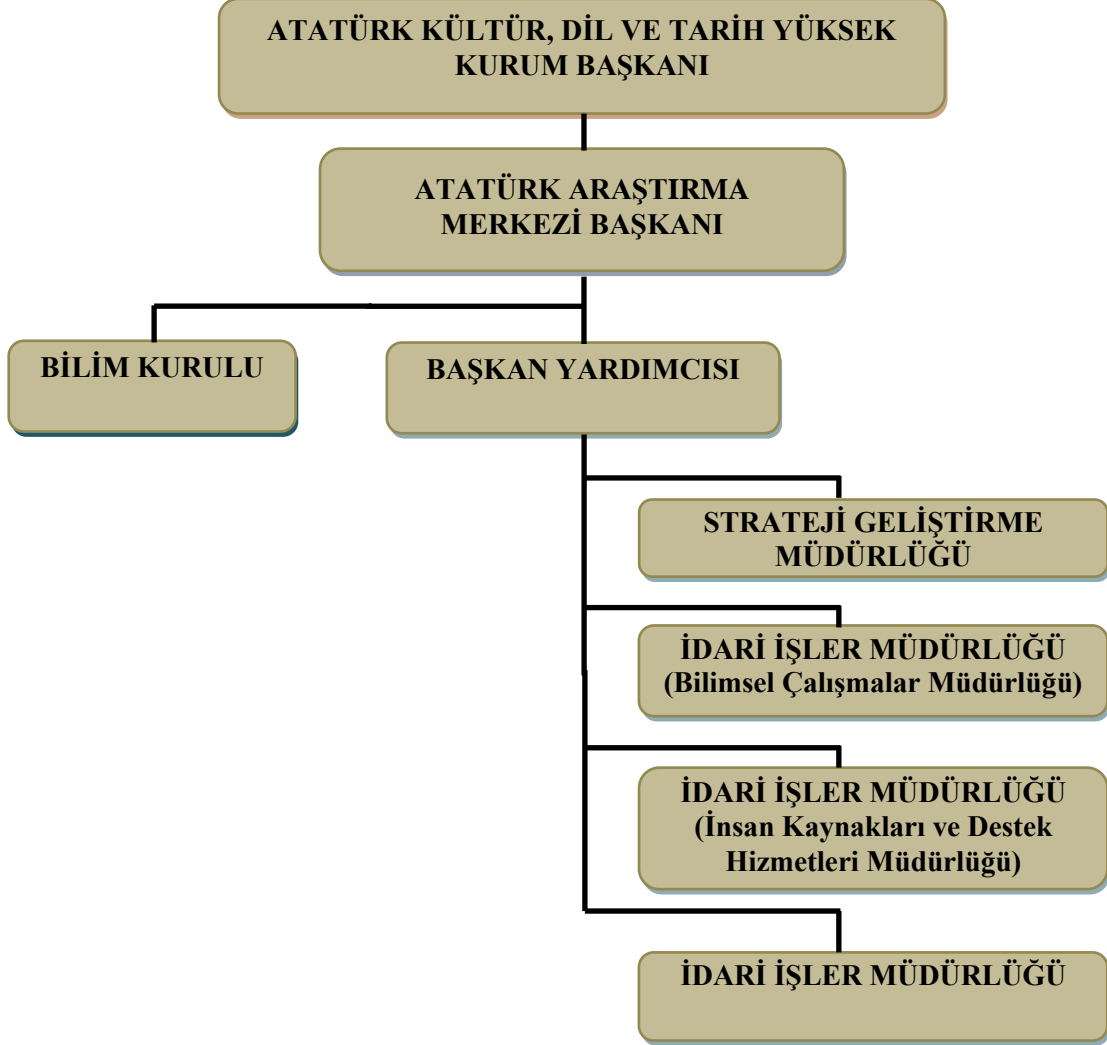 ATATÜRK KÜLTÜR, DİL VE TARİH YÜKSEK
KURUM BAŞKANI
ATATÜRK ARAŞTIRMA
MERKEZİ BAŞKANI
BİLİM KURULU
BAŞKAN YARDIMCISI
STRATEJİ GELİŞTİRME
MÜDÜRLÜĞÜ
İDARİ İŞLER MÜDÜRLÜĞÜ
(Bilimsel Çalışmalar Müdürlüğü)
İDARİ İŞLER MÜDÜRLÜĞÜ
(İnsan Kaynakları ve Destek
Hizmetleri Müdürlüğü)
İDARİ İŞLER MÜDÜRLÜĞÜ